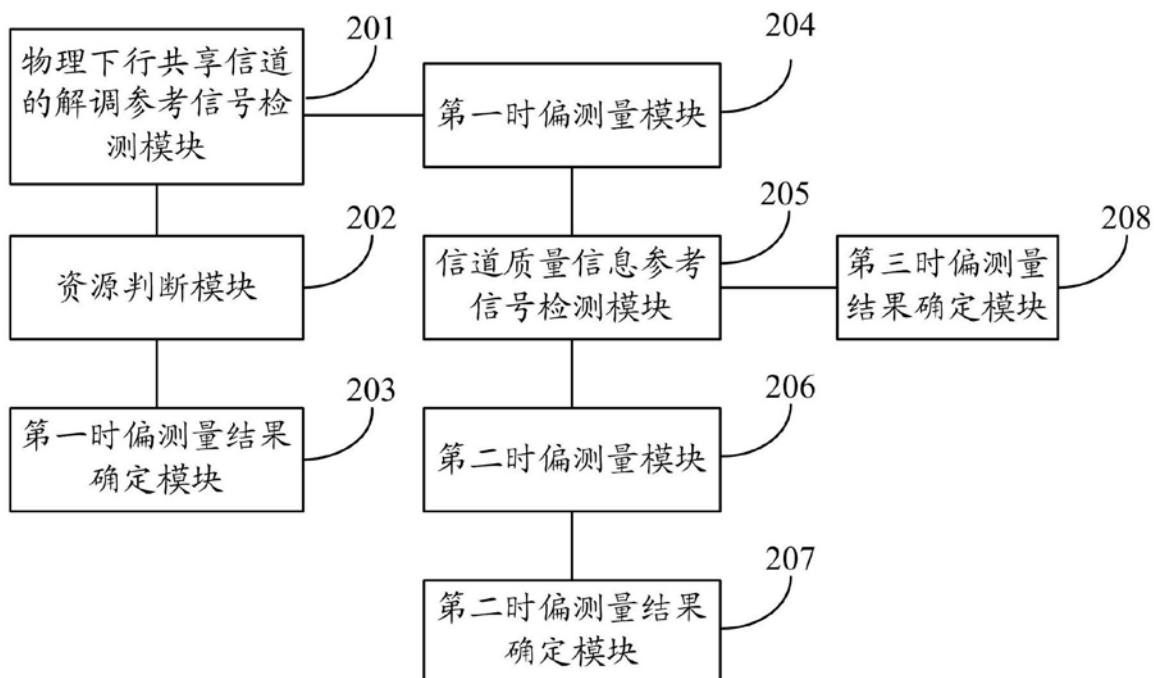 201
物理下行共享信道
的解调参考信号检
测模块
204
第一时偏测量模块
202
资源判断模块
205
信道质量信息参考
信号检测模块
208
第三时偏测量
结果确定模块
203
第一时偏测量结果
确定模块
206
第二时偏测量模块
207
第二时偏测量结果
确定模块